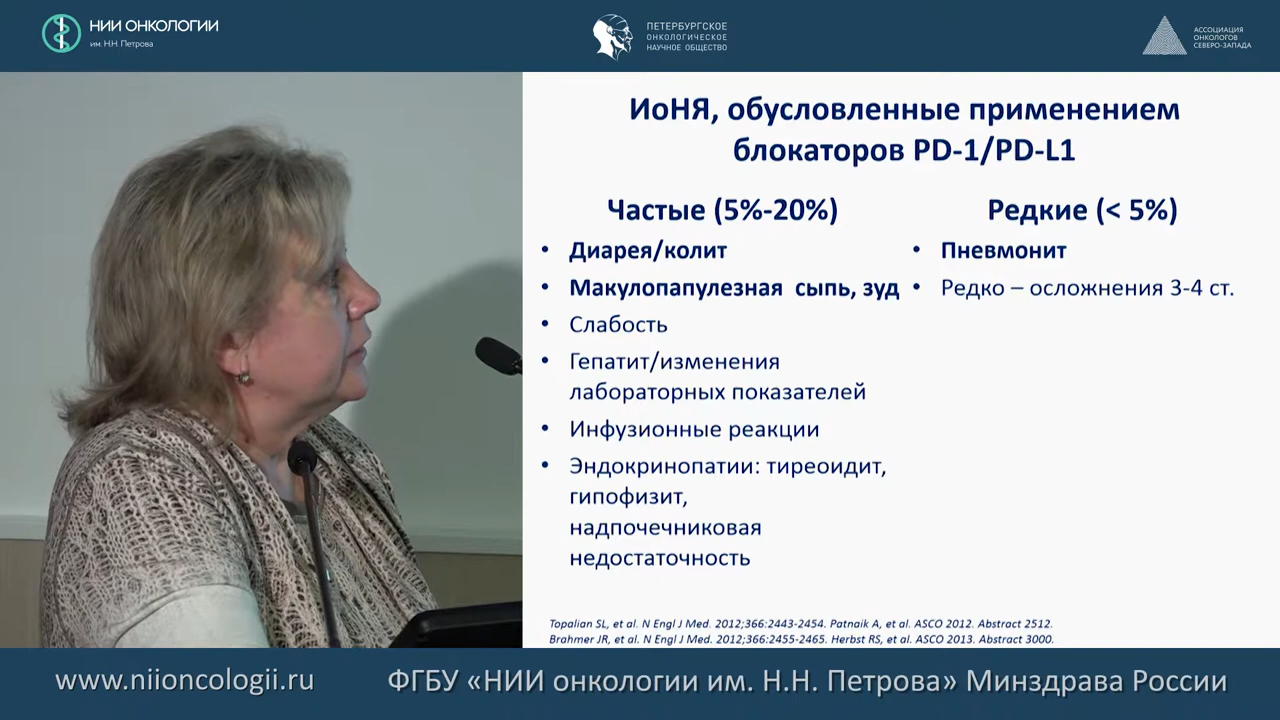 НИИ ОНКОЛОГИИ
им. Н.Н. Петрова
ПЕТЕРБУРГСКОЕ
ОНКОЛОГИЧЕСКОЕ
НАУЧНОЕ ОБЩЕСТВО
АССОЦИАЦИЯ
ОНКОЛОГОВ
СЕВЕРО-ЗАПАДА
ИоНЯ, обусловленные применением
блокаторов PD-1/PD-L1
Частые (5%-20%)
• Диарея/колит
• Макулопапулезная сыпь, зуд
• Слабость
• Гепатит/изменения
лабораторных показателей
• Инфузионные реакции
• Эндокринопатии: тиреоидит,
гипофизит,
надпочечниковая
недостаточность
Редкие (< 5%)
• Пневмонит
• Редко – осложнения 3-4 ст.
Topalian SL, et al. N Engl J Med. 2012;366:2443-2454. Patnaik A, et al. ASCO 2012. Abstract 2512.
Brahmer JR, et al. N Engl J Med. 2012;366:2455-2465. Herbst RS, et al. ASCO 2013. Abstract 3000.
www.niioncologii.ru
ФГБУ «НИИ онкологии им. Н.Н. Петрова» Минздрава России